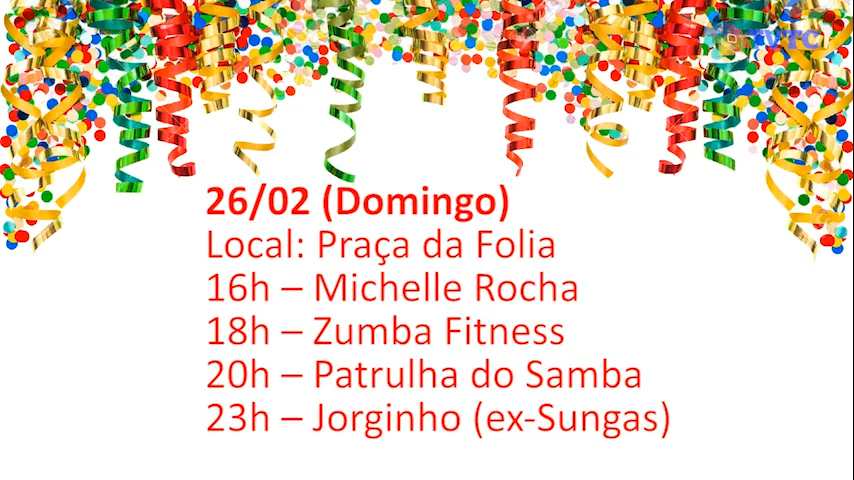 26/02 (Domingo)
Local: Praça da Folia
16h – Michelle Rocha
18h – Zumba Fitness
20h – Patrulha do Samba
23h – Jorginho (ex-Sungas)